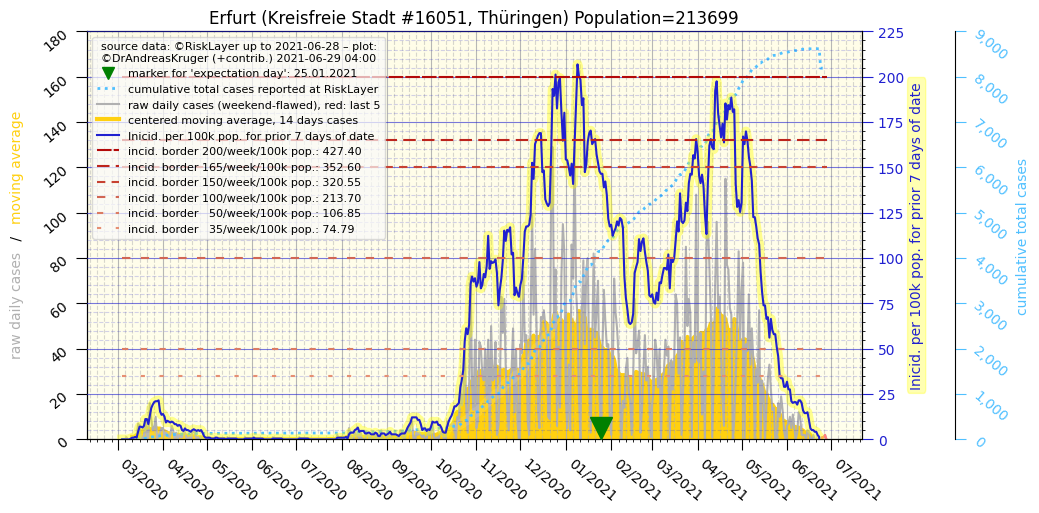 Erfurt (Kreisfreie Stadt #16051, Thüringen) Population=213699
source data: ©RiskLayer up to 2021-06-28 – plot:
©DrAndreasKruger (+contrib.) 2021-06-29 04:00
marker for 'expectation day': 25.01.2021
cumulative total cases reported at RiskLayer
raw daily cases (weekend-flawed), red: last 5
centered moving average, 14 days cases
Inicid. per 100k pop. for prior 7 days of date
incid. border 200/week/100k pop.: 427.40
incid. border 165/week/100k pop.: 352.60
incid. border 150/week/100k pop.: 320.55
incid. border 100/week/100k pop.: 213.70
incid. border 50/week/100k pop.: 106.85
incid. border 35/week/100k pop.: 74.79
raw daily cases / moving average
180
160
140
120
100
80
60
40
20
0
225
200
175
150
125
100
75
50
25
0
Inicid. per 100k pop. for prior 7 days of date
9,000
8,000
7,000
6,000
5,000
4,000
3,000
2,000
1,000
0
cumulative total cases
03/2020
04/2020
05/2020
06/2020
07/2020
08/2020
09/2020
10/2020
11/2020
12/2020
01/2021
02/2021
03/2021
04/2021
05/2021
06/2021
07/2021